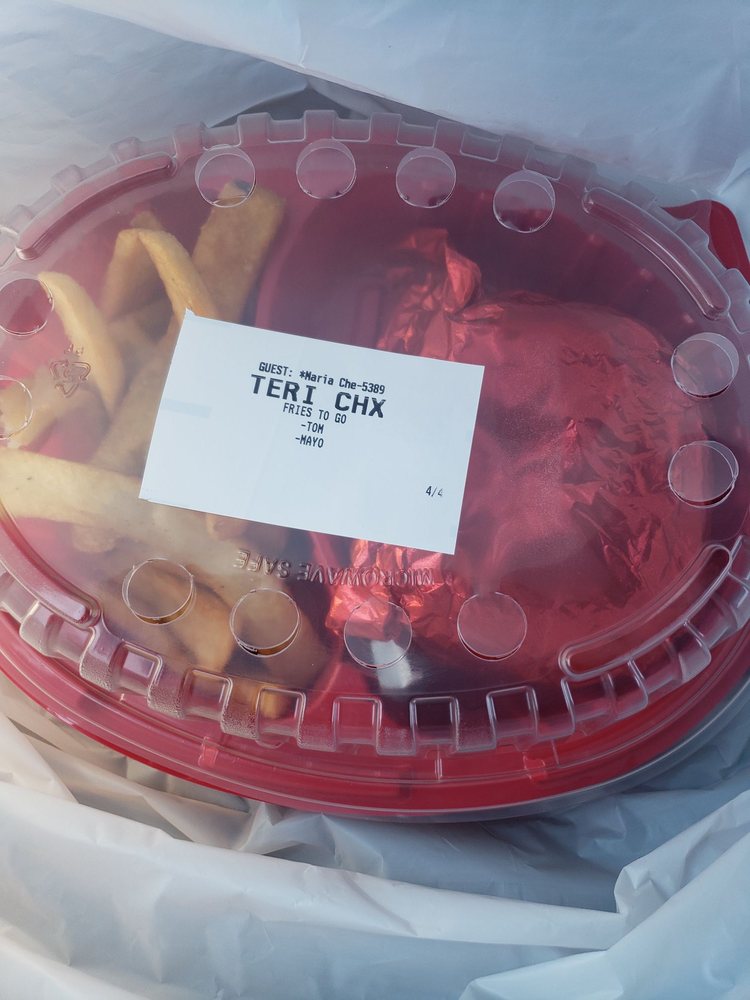 GUEST: *Maria Che-5389
TERI CHX
FRIES TO GO
-TOM
-MAYO
4/4
MICROWAVE SAFE